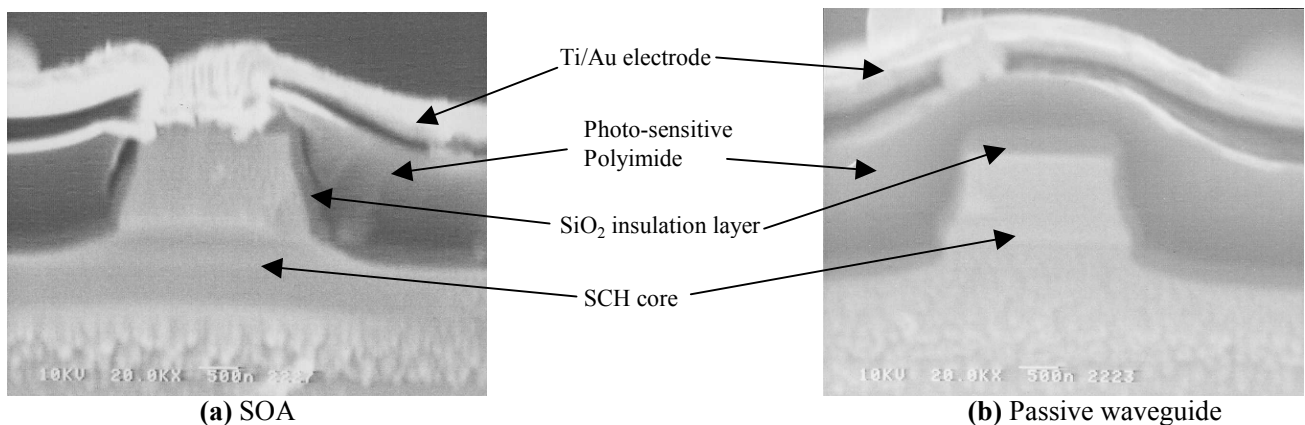 Ti/Au electrode
Photo-sensitive
Polyimide
SiO₂ insulation layer
SCH core
10KV 20.0KX 500n
10KV 20.0KX 500n 2223
(a) SOA
(b) Passive waveguide